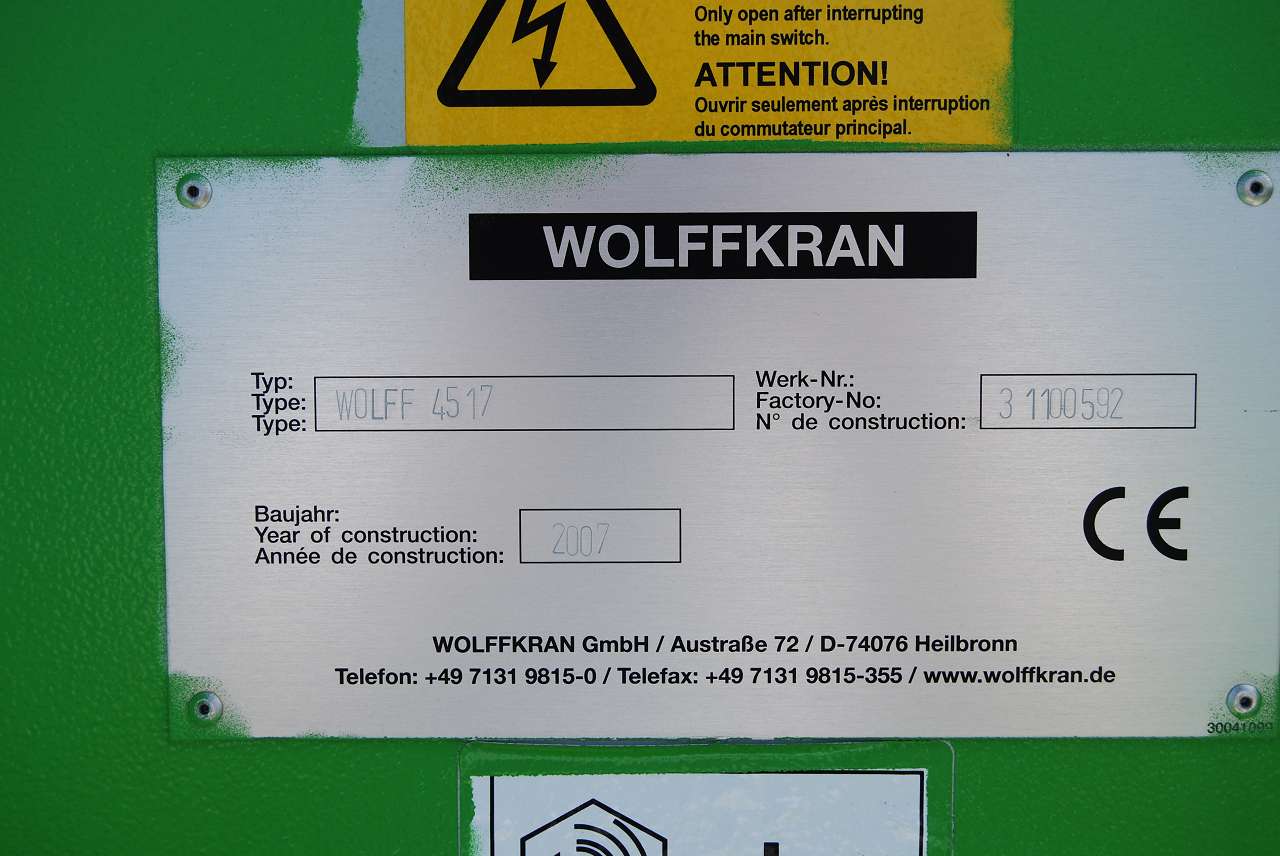 Only open after interrupting
the main switch.
ATTENTION!
Ouvrir seulement après interruption
du commutateur principal.
WOLFFKRAN
Typ:
Type:
Type:
WOLFF 4517
Werk-Nr.:
Factory-No:
N° de construction:
3 1100592
Baujahr:
Year of construction:
Année de construction:
2007
CE
WOLFFKRAN GmbH / Austraße 72 / D-74076 Heilbronn
Telefon: +49 7131 9815-0 / Telefax: +49 7131 9815-355 / www.wolffkran.de
30041099